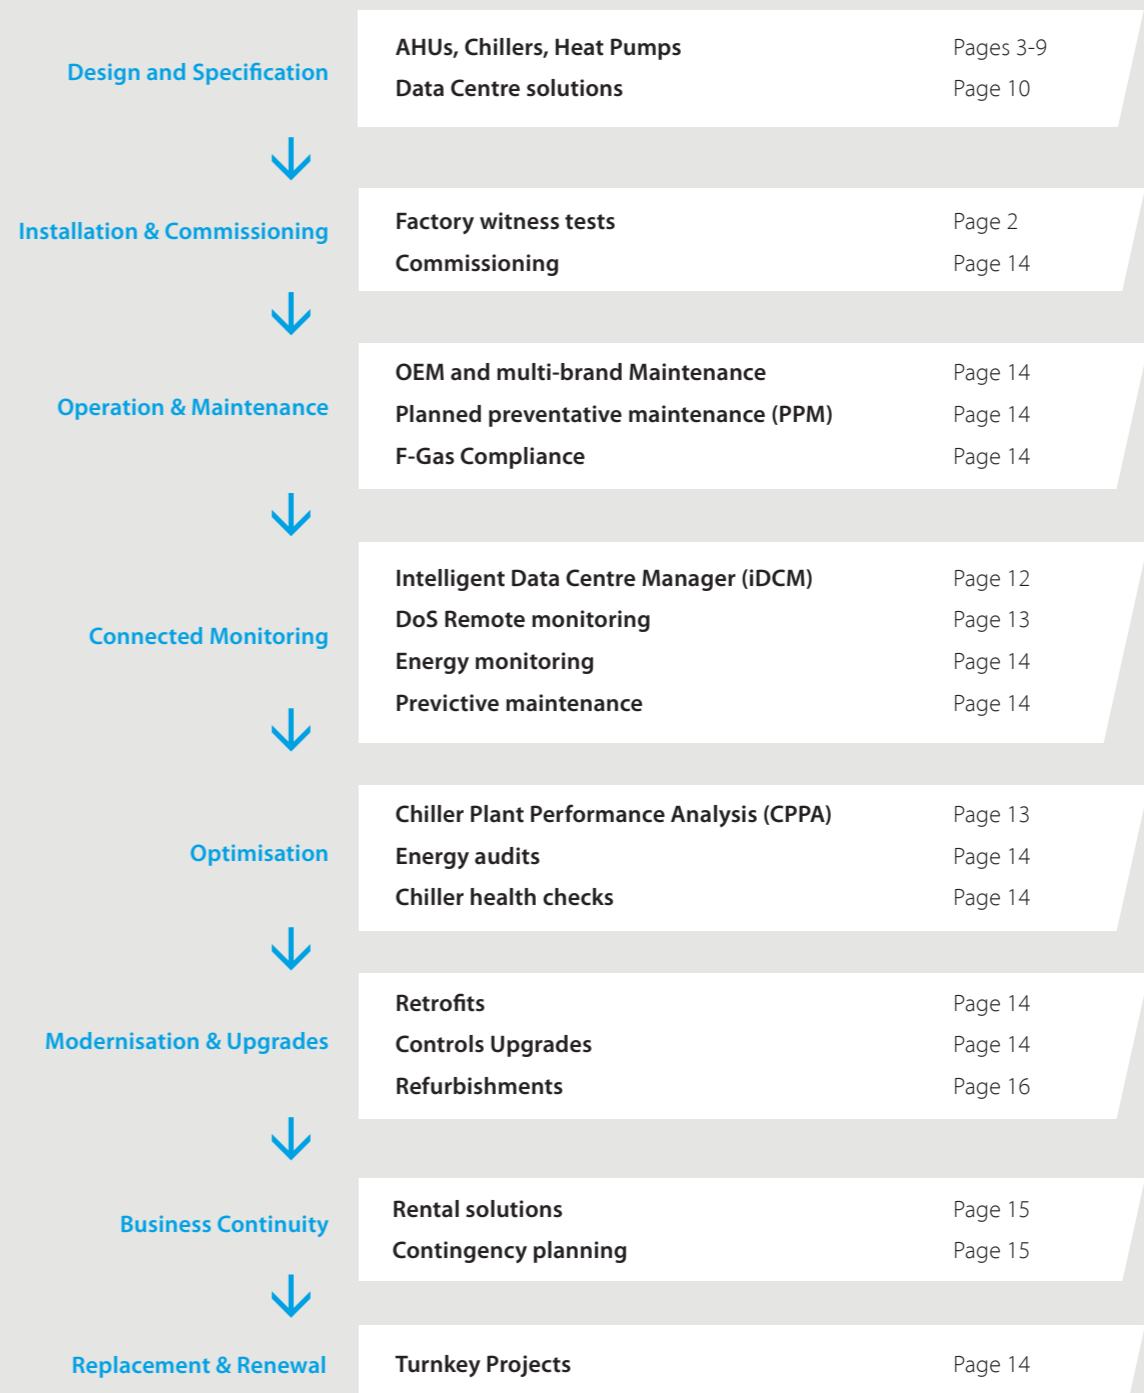 Design and Specification
AHUs, Chillers, Heat Pumps Pages 3-9
Data Centre solutions Page 10
Installation & Commissioning
Factory witness tests Page 2
Commissioning Page 14
Operation & Maintenance
OEM and multi-brand Maintenance Page 14
Planned preventative maintenance (PPM) Page 14
F-Gas Compliance Page 14
Connected Monitoring
Intelligent Data Centre Manager (iDCM) Page 12
DoS Remote monitoring Page 13
Energy monitoring Page 14
Previctive maintenance Page 14
Optimisation
Chiller Plant Performance Analysis (CPPA) Page 13
Energy audits Page 14
Chiller health checks Page 14
Modernisation & Upgrades
Retrofits Page 14
Controls Upgrades Page 14
Refurbishments Page 16
Business Continuity
Rental solutions Page 15
Contingency planning Page 15
Replacement & Renewal
Turnkey Projects Page 14